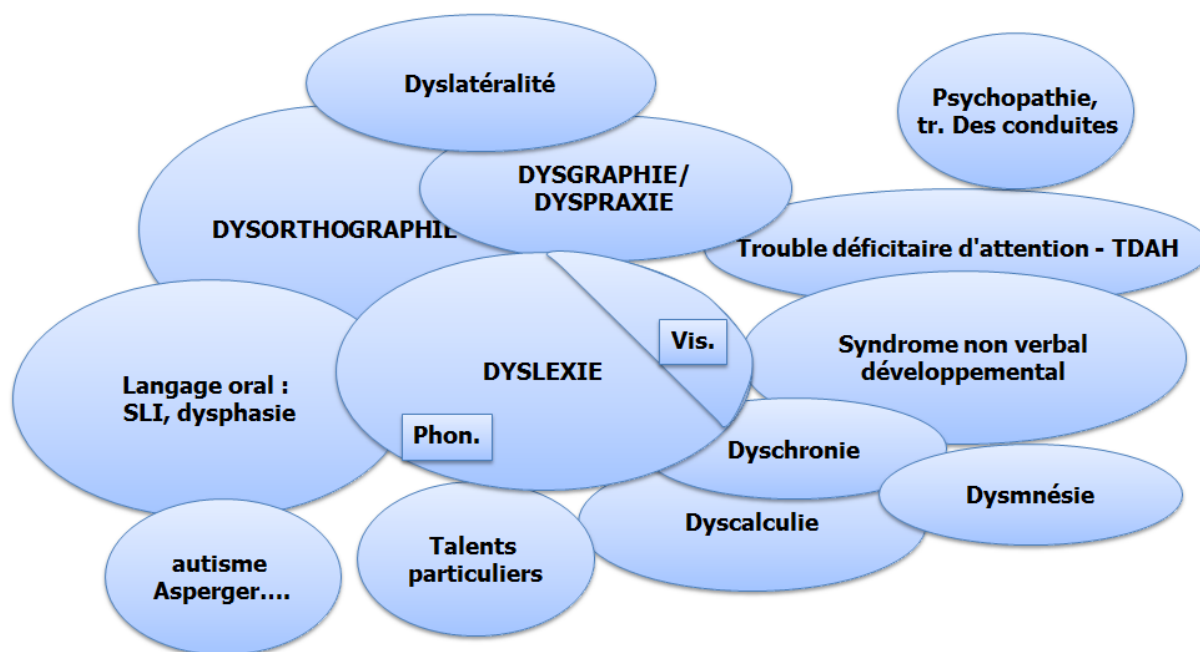 Dyslatéralité
Psychopathie,
tr. Des conduites
DYSGRAPHIE/
DYSPRAXIE
DYSORTHOGRAPHIE
Trouble déficitaire d'attention - TDAH
Vis.
Syndrome non verbal
développemental
DYSLEXIE
Langage oral :
SLI, dysphasie
Phon.
Dyschronie
Dysmnésie
Dyscalculie
Talents
particuliers
autisme
Asperger....